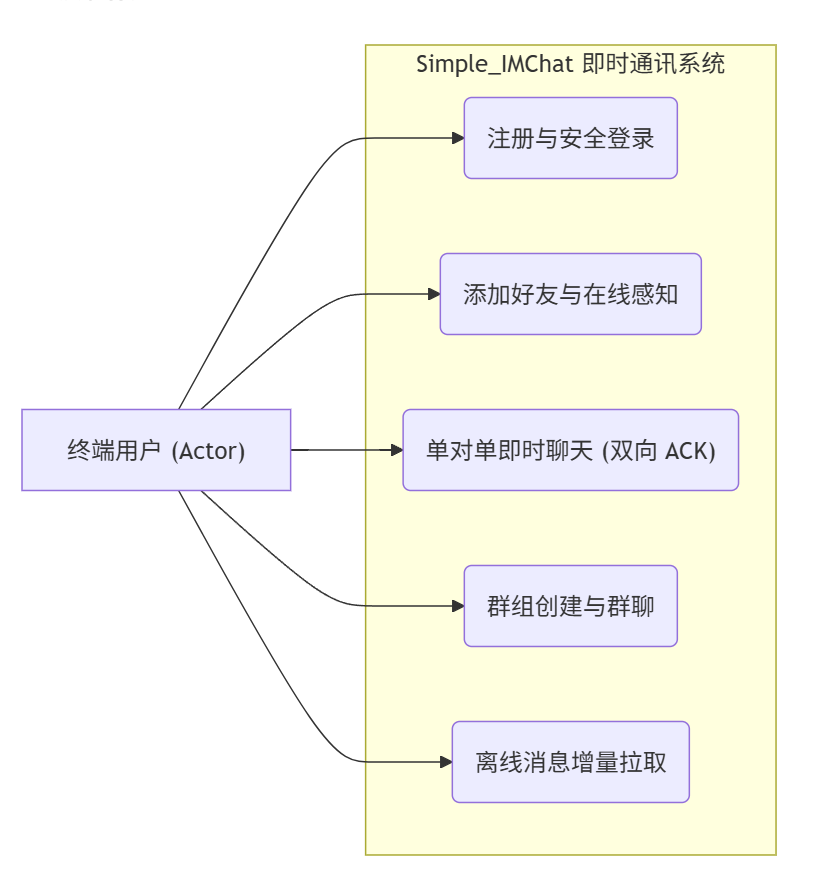 Simple_IMChat 即时通讯系统
注册与安全登录
添加好友与在线感知
终端用户 (Actor)
单对单即时聊天 (双向 ACK)
群组创建与群聊
离线消息增量拉取